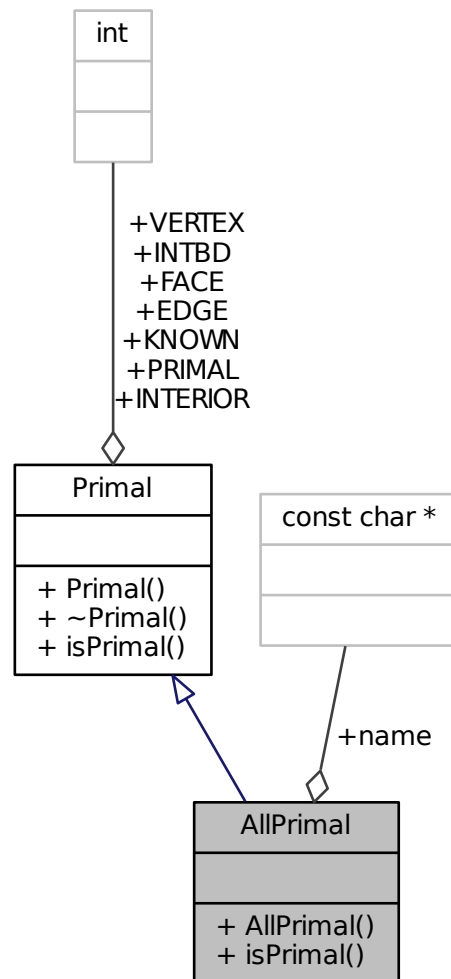 int
+VERTEX
+INTBD
+FACE
+EDGE
+KNOWN
+PRIMAL
+INTERIOR
Primal
+ Primal()
+ ~Primal()
+ isPrimal()
const char *
+name
AllPrimal
+ AllPrimal()
+ isPrimal()